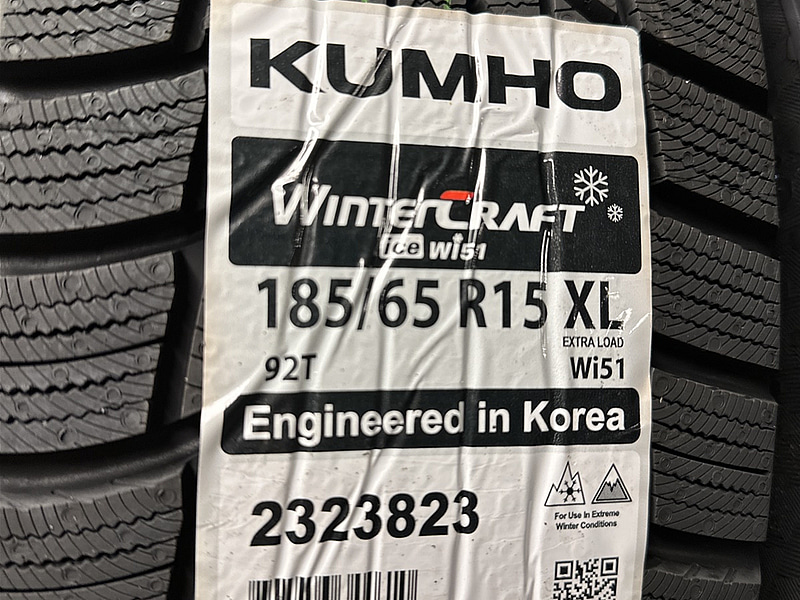 KUMHO
WINTERCRAFT
ice Wi51
185/65 R15 XL
EXTRA LOAD
92T Wi51
Engineered in Korea
2323823
For Use In Extreme
Winter Conditions